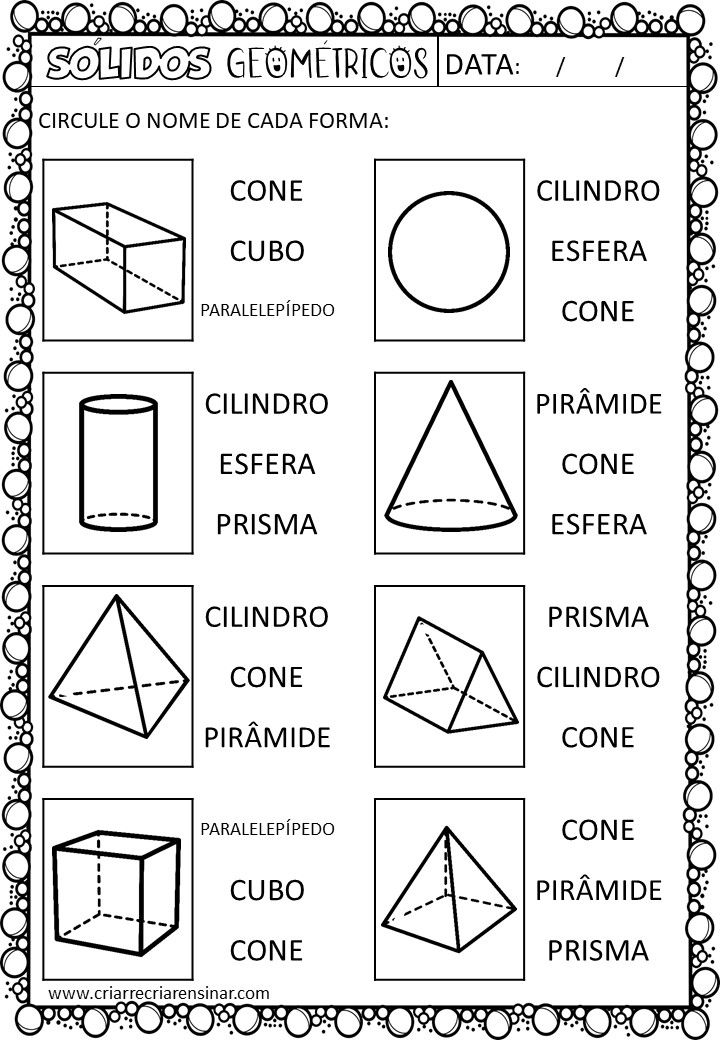 SÓLIDOS GEOMÉTRICOS
DATA: / /
CIRCULE O NOME DE CADA FORMA:
CONE
CUBO
PARALELEPÍPEDO
CILINDRO
ESFERA
CONE
CILINDRO
ESFERA
PRISMA
PIRÂMIDE
CONE
ESFERA
CILINDRO
CONE
PIRÂMIDE
PRISMA
CILINDRO
CONE
PARALELEPÍPEDO
CUBO
CONE
CONE
PIRÂMIDE
PRISMA
www.criarrecriarensinar.com